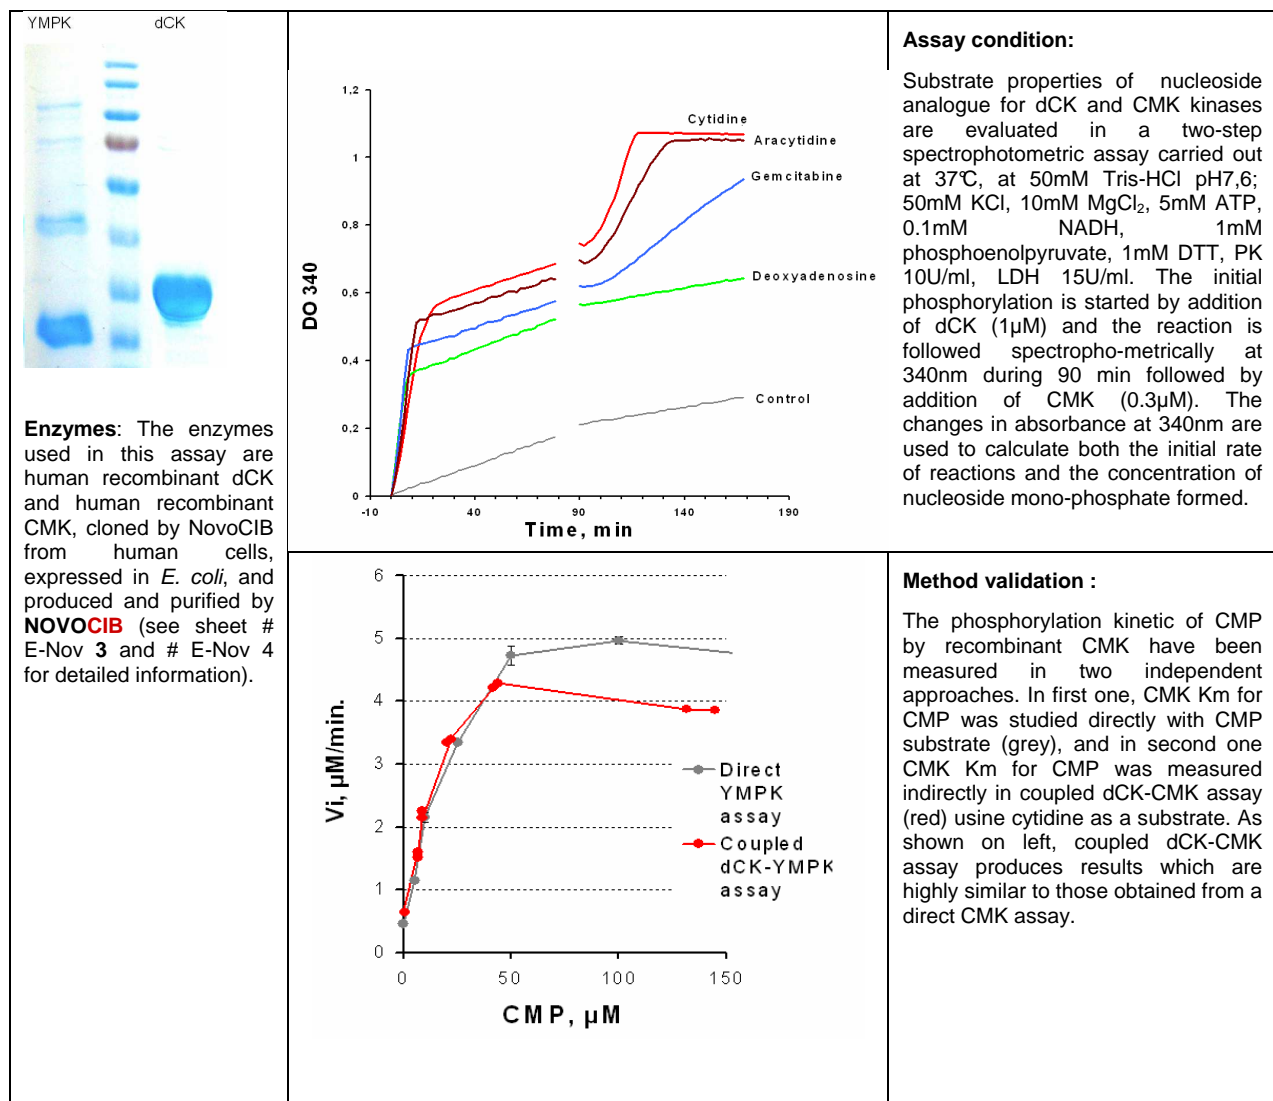 YMPK
dCK
Enzymes: The enzymes
used in this assay are
human recombinant dCK
and human recombinant
CMK, cloned by NovoCIB
from human cells,
expressed in E. coli, and
produced and purified by
NOVOCIB (see sheet #
E-Nov 3 and # E-Nov 4
for detailed information).
1,2
1
0,8
0,6
0,4
0,2
0
-10
40
90
140
190
DO 340
Time, min
Cytidine
Aracytidine
Gemcitabine
Deoxyadenosine
Control
Assay condition:
Substrate properties of nucleoside
analogue for dCK and CMK kinases
are evaluated in a two-step
spectrophotometric assay carried out
at 37°C, at 50mM Tris-HCl pH7,6;
50mM KCl, 10mM MgCl₂, 5mM ATP,
0.1mM NADH, 1mM
phosphoenolpyruvate, 1mM DTT, PK
10U/ml, LDH 15U/ml. The initial
phosphorylation is started by addition
of dCK (1µM) and the reaction is
followed spectropho-metrically at
340nm during 90 min followed by
addition of CMK (0.3µM). The
changes in absorbance at 340nm are
used to calculate both the initial rate
of reactions and the concentration of
nucleoside mono-phosphate formed.
6
5
4
3
2
1
0
0
50
100
150
Vi, µM/min.
CMP, µM
Direct
YMPK
assay
Coupled
dCK-YMPK
assay
Method validation :
The phosphorylation kinetic of CMP
by recombinant CMK have been
measured in two independent
approaches. In first one, CMK Km for
CMP was studied directly with CMP
substrate (grey), and in second one
CMK Km for CMP was measured
indirectly in coupled dCK-CMK assay
(red) usine cytidine as a substrate. As
shown on left, coupled dCK-CMK
assay produces results which are
highly similar to those obtained from a
direct CMK assay.